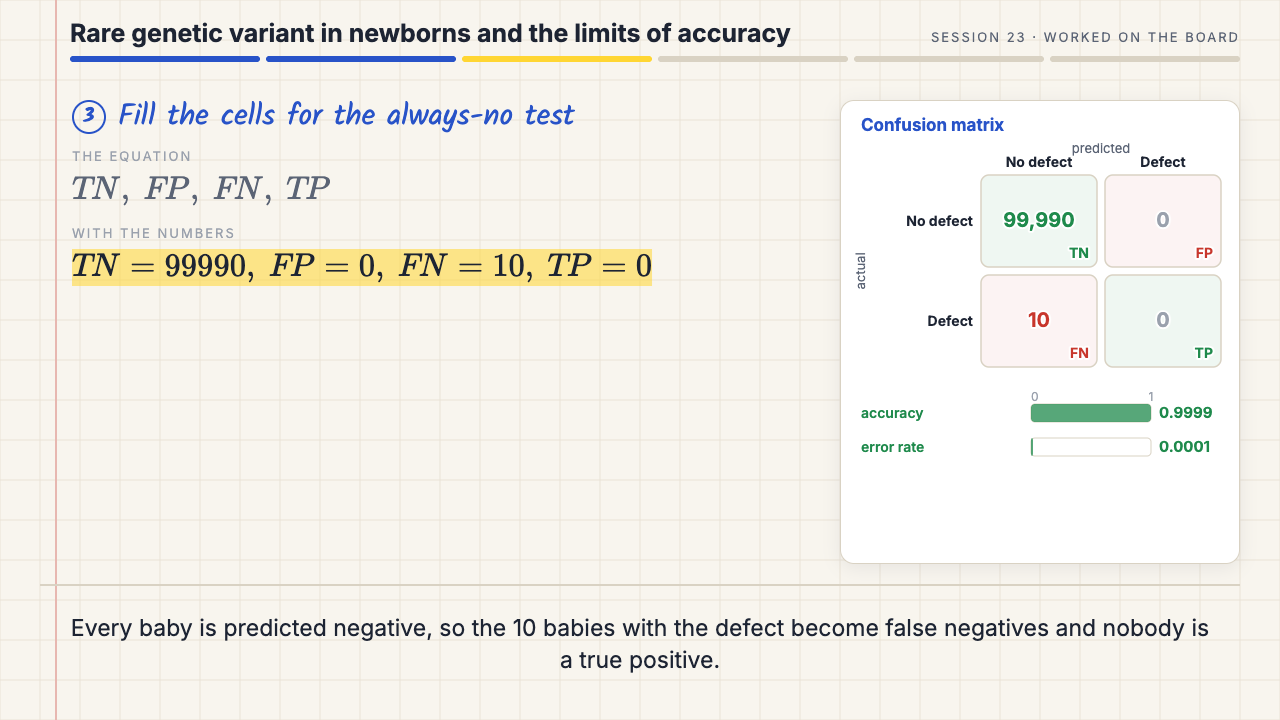 Rare genetic variant in newborns and the limits of accuracy
SESSION 23 · WORKED ON THE BOARD
3 Fill the cells for the always-no test
THE EQUATION
TN, FP, FN, TP
WITH THE NUMBERS
TN = 99990, FP = 0, FN = 10, TP = 0
Confusion matrix
predicted
No defect Defect
actual
No defect 99,990 TN 0 FP
Defect 10 FN 0 TP
0 1
accuracy 0.9999
error rate 0.0001
Every baby is predicted negative, so the 10 babies with the defect become false negatives and nobody is
a true positive.